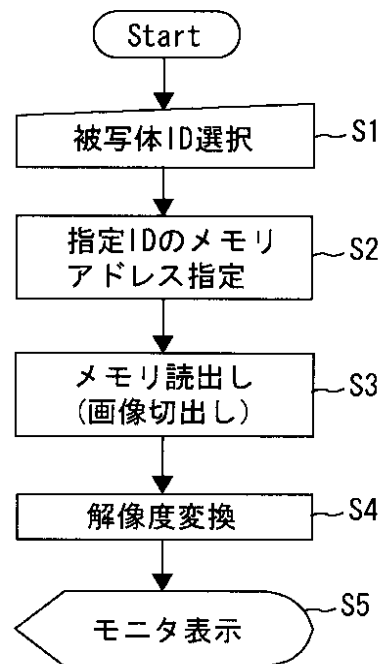 Start
被写体ID選択
S1
指定IDのメモリ
アドレス指定
S2
メモリ読出し
(画像切出し)
S3
解像度変換
S4
モニタ表示
S5